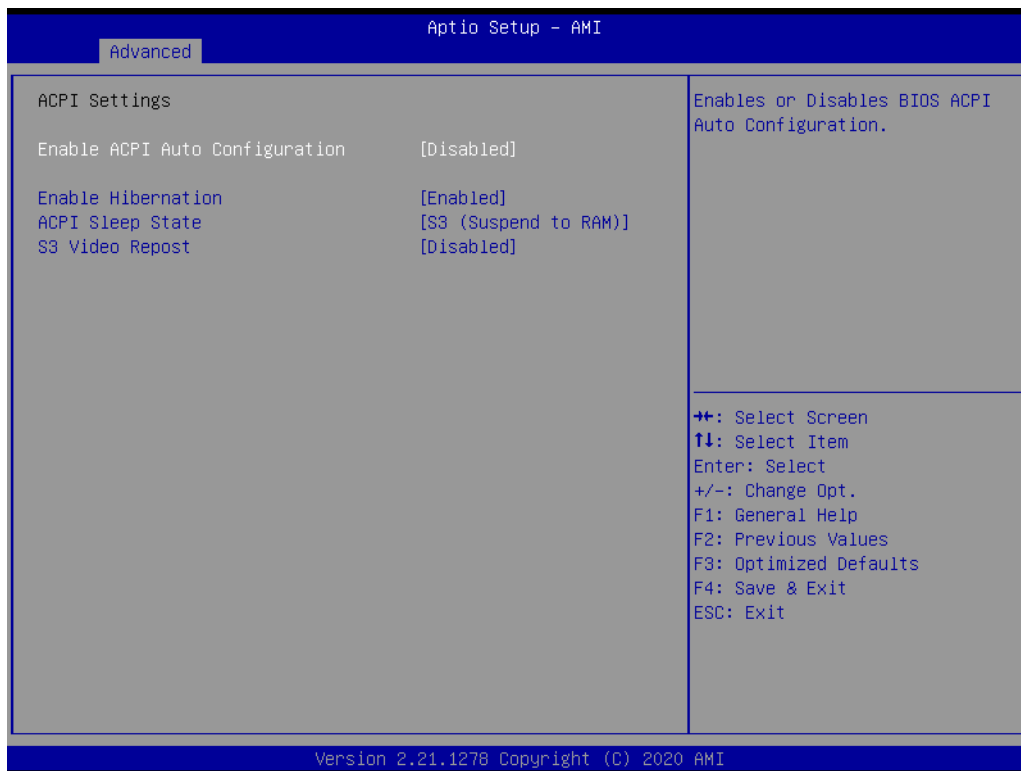 Aptio Setup – AMI
Advanced
ACPI Settings
Enable ACPI Auto Configuration [Disabled]
Enable Hibernation [Enabled]
ACPI Sleep State [S3 (Suspend to RAM)]
S3 Video Repost [Disabled]
Enables or Disables BIOS ACPI
Auto Configuration.
→←: Select Screen
↑↓: Select Item
Enter: Select
+/-: Change Opt.
F1: General Help
F2: Previous Values
F3: Optimized Defaults
F4: Save & Exit
ESC: Exit
Version 2.21.1278 Copyright (C) 2020 AMI